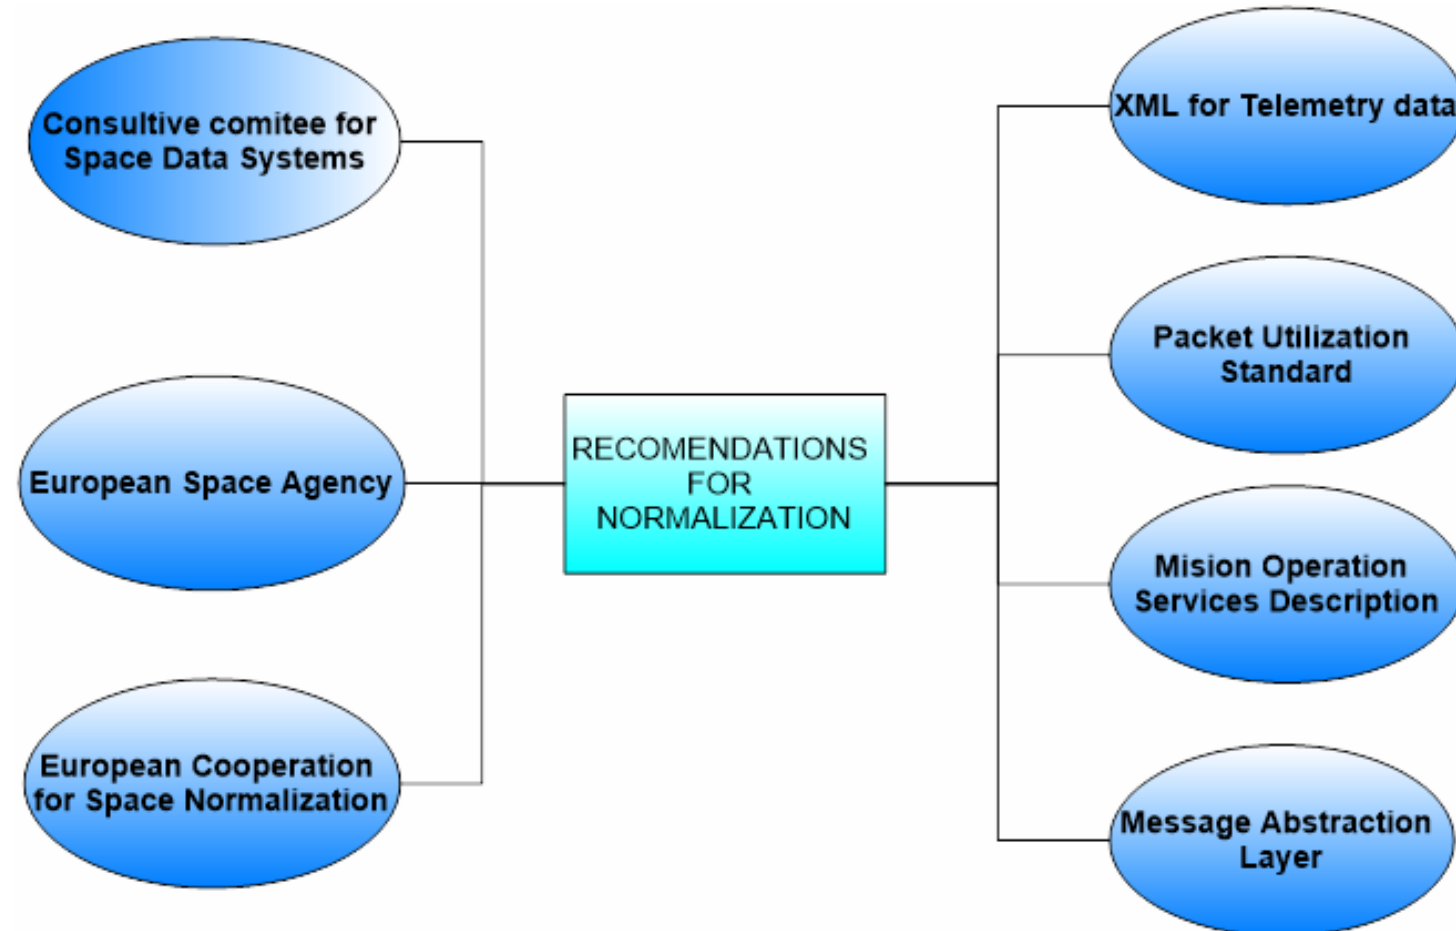 Consultive comitee for
Space Data Systems
European Space Agency
European Cooperation
for Space Normalization
RECOMENDATIONS
FOR
NORMALIZATION
XML for Telemetry data
Packet Utilization
Standard
Mision Operation
Services Description
Message Abstraction
Layer